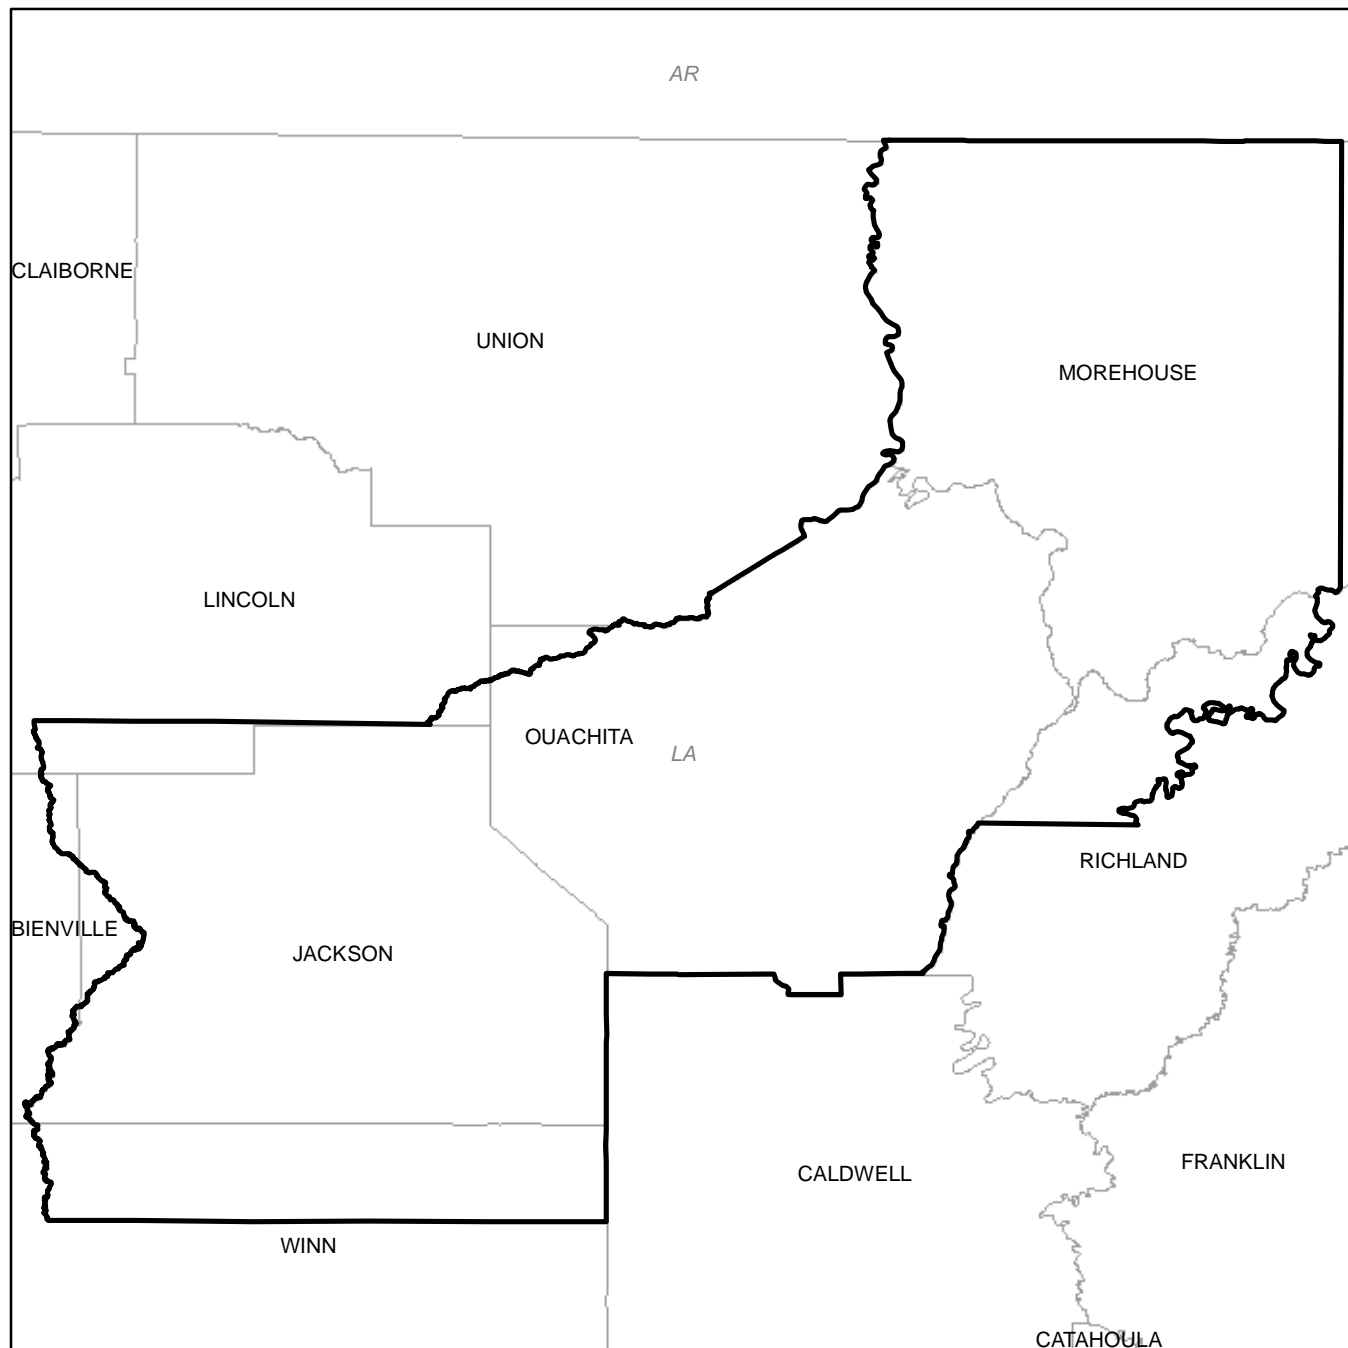 AR
CLAIBORNE
UNION
MOREHOUSE
LINCOLN
OUACHITA
LA
RICHLAND
BIENVILLE
JACKSON
CALDWELL
FRANKLIN
WINN
CATAHOULA